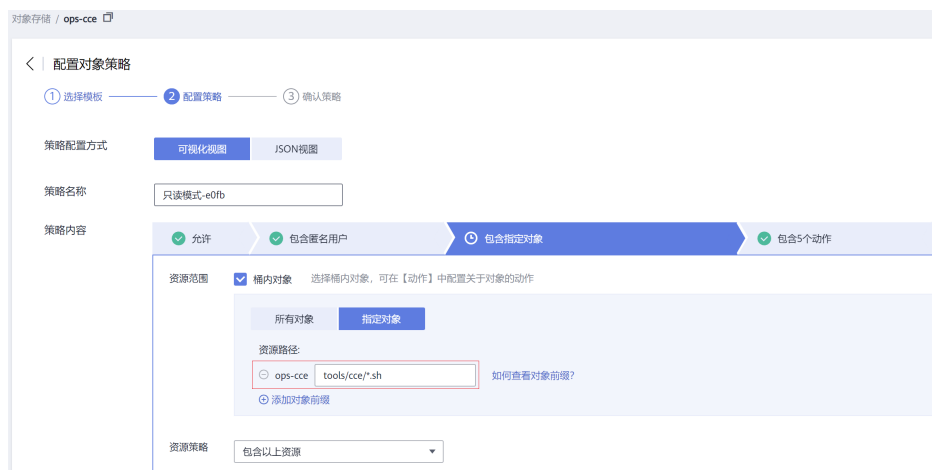 对象存储 / ops-cce
配置对象策略
1 选择模板 2 配置策略 3 确认策略
策略配置方式 可视化视图 JSON视图
策略名称 只读模式-e0fb
策略内容 允许 包含匿名用户 包含指定对象 包含5个动作
资源范围 桶内对象 选择桶内对象，可在【动作】中配置关于对象的动作
所有对象 指定对象
资源路径:
ops-cce tools/cce/*.sh 如何查看对象前缀?
添加对象前缀
资源策略 包含以上资源